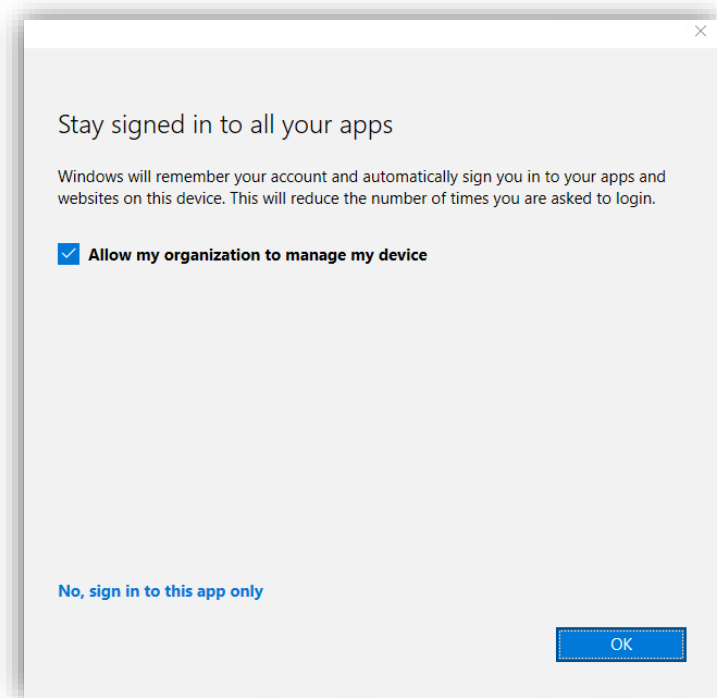 Stay signed in to all your apps
Windows will remember your account and automatically sign you in to your apps and
websites on this device. This will reduce the number of times you are asked to login.
Allow my organization to manage my device
No, sign in to this app only
OK